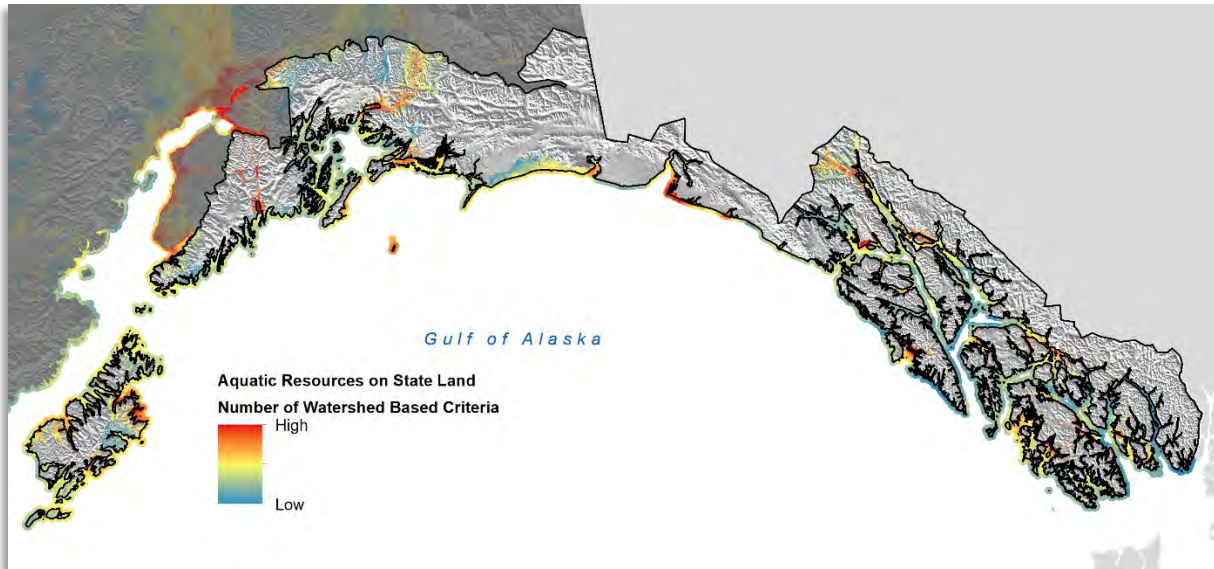 Gulf of Alaska
Aquatic Resources on State Land
Number of Watershed Based Criteria
High
Low